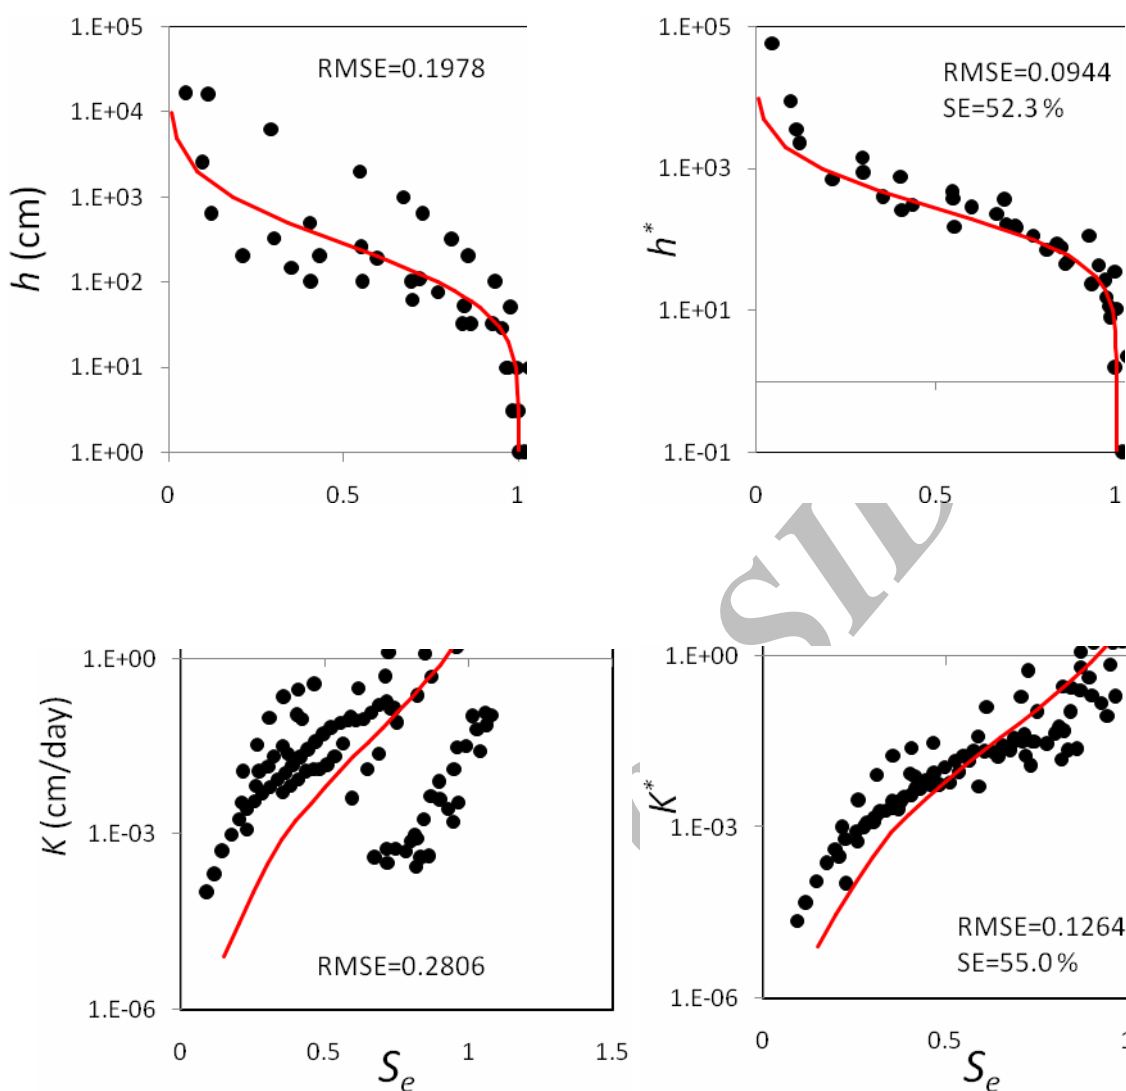 1.E+05
RMSE=0.1978
1.E+04
1.E+03
1.E+02
1.E+01
1.E+00
h (cm)
0 0.5 1
1.E+05
RMSE=0.0944
SE=52.3%
1.E+03
1.E+01
1.E-01
h*
0 0.5 1
SID
1.E+00
1.E-03
1.E-06
K (cm/day)
RMSE=0.2806
0 0.5 1 1.5
Se
1.E+00
1.E-03
1.E-06
K*
RMSE=0.1264
SE=55.0%
0 0.5 1
Se